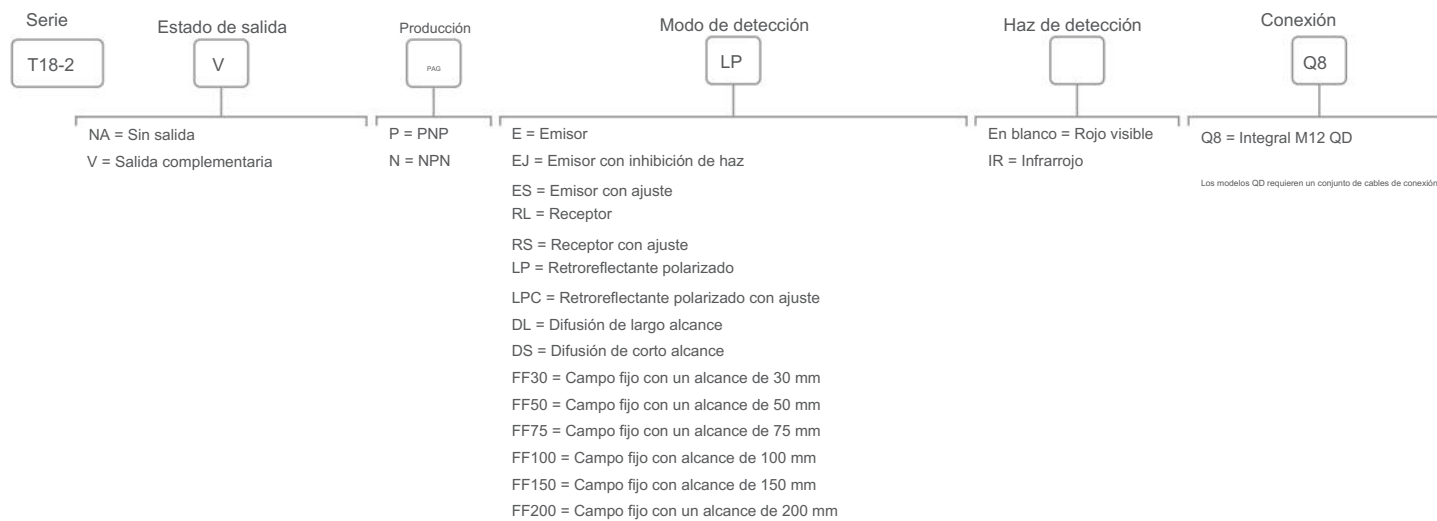 Serie
Estado de salida
Producción
Modo de detección
Haz de detección
Conexión
T18-2
V
PAG
LP
Q8
NA = Sin salida
V = Salida complementaria
P = PNP
N = NPN
E = Emisor
EJ = Emisor con inhibición de haz
ES = Emisor con ajuste
RL = Receptor
RS = Receptor con ajuste
LP = Retroreflectante polarizado
LPC = Retroreflectante polarizado con ajuste
DL = Difusión de largo alcance
DS = Difusión de corto alcance
FF30 = Campo fijo con un alcance de 30 mm
FF50 = Campo fijo con un alcance de 50 mm
FF75 = Campo fijo con un alcance de 75 mm
FF100 = Campo fijo con alcance de 100 mm
FF150 = Campo fijo con alcance de 150 mm
FF200 = Campo fijo con un alcance de 200 mm
En blanco = Rojo visible
IR = Infrarrojo
Q8 = Integral M12 QD
Los modelos QD requieren un conjunto de cables de conexión